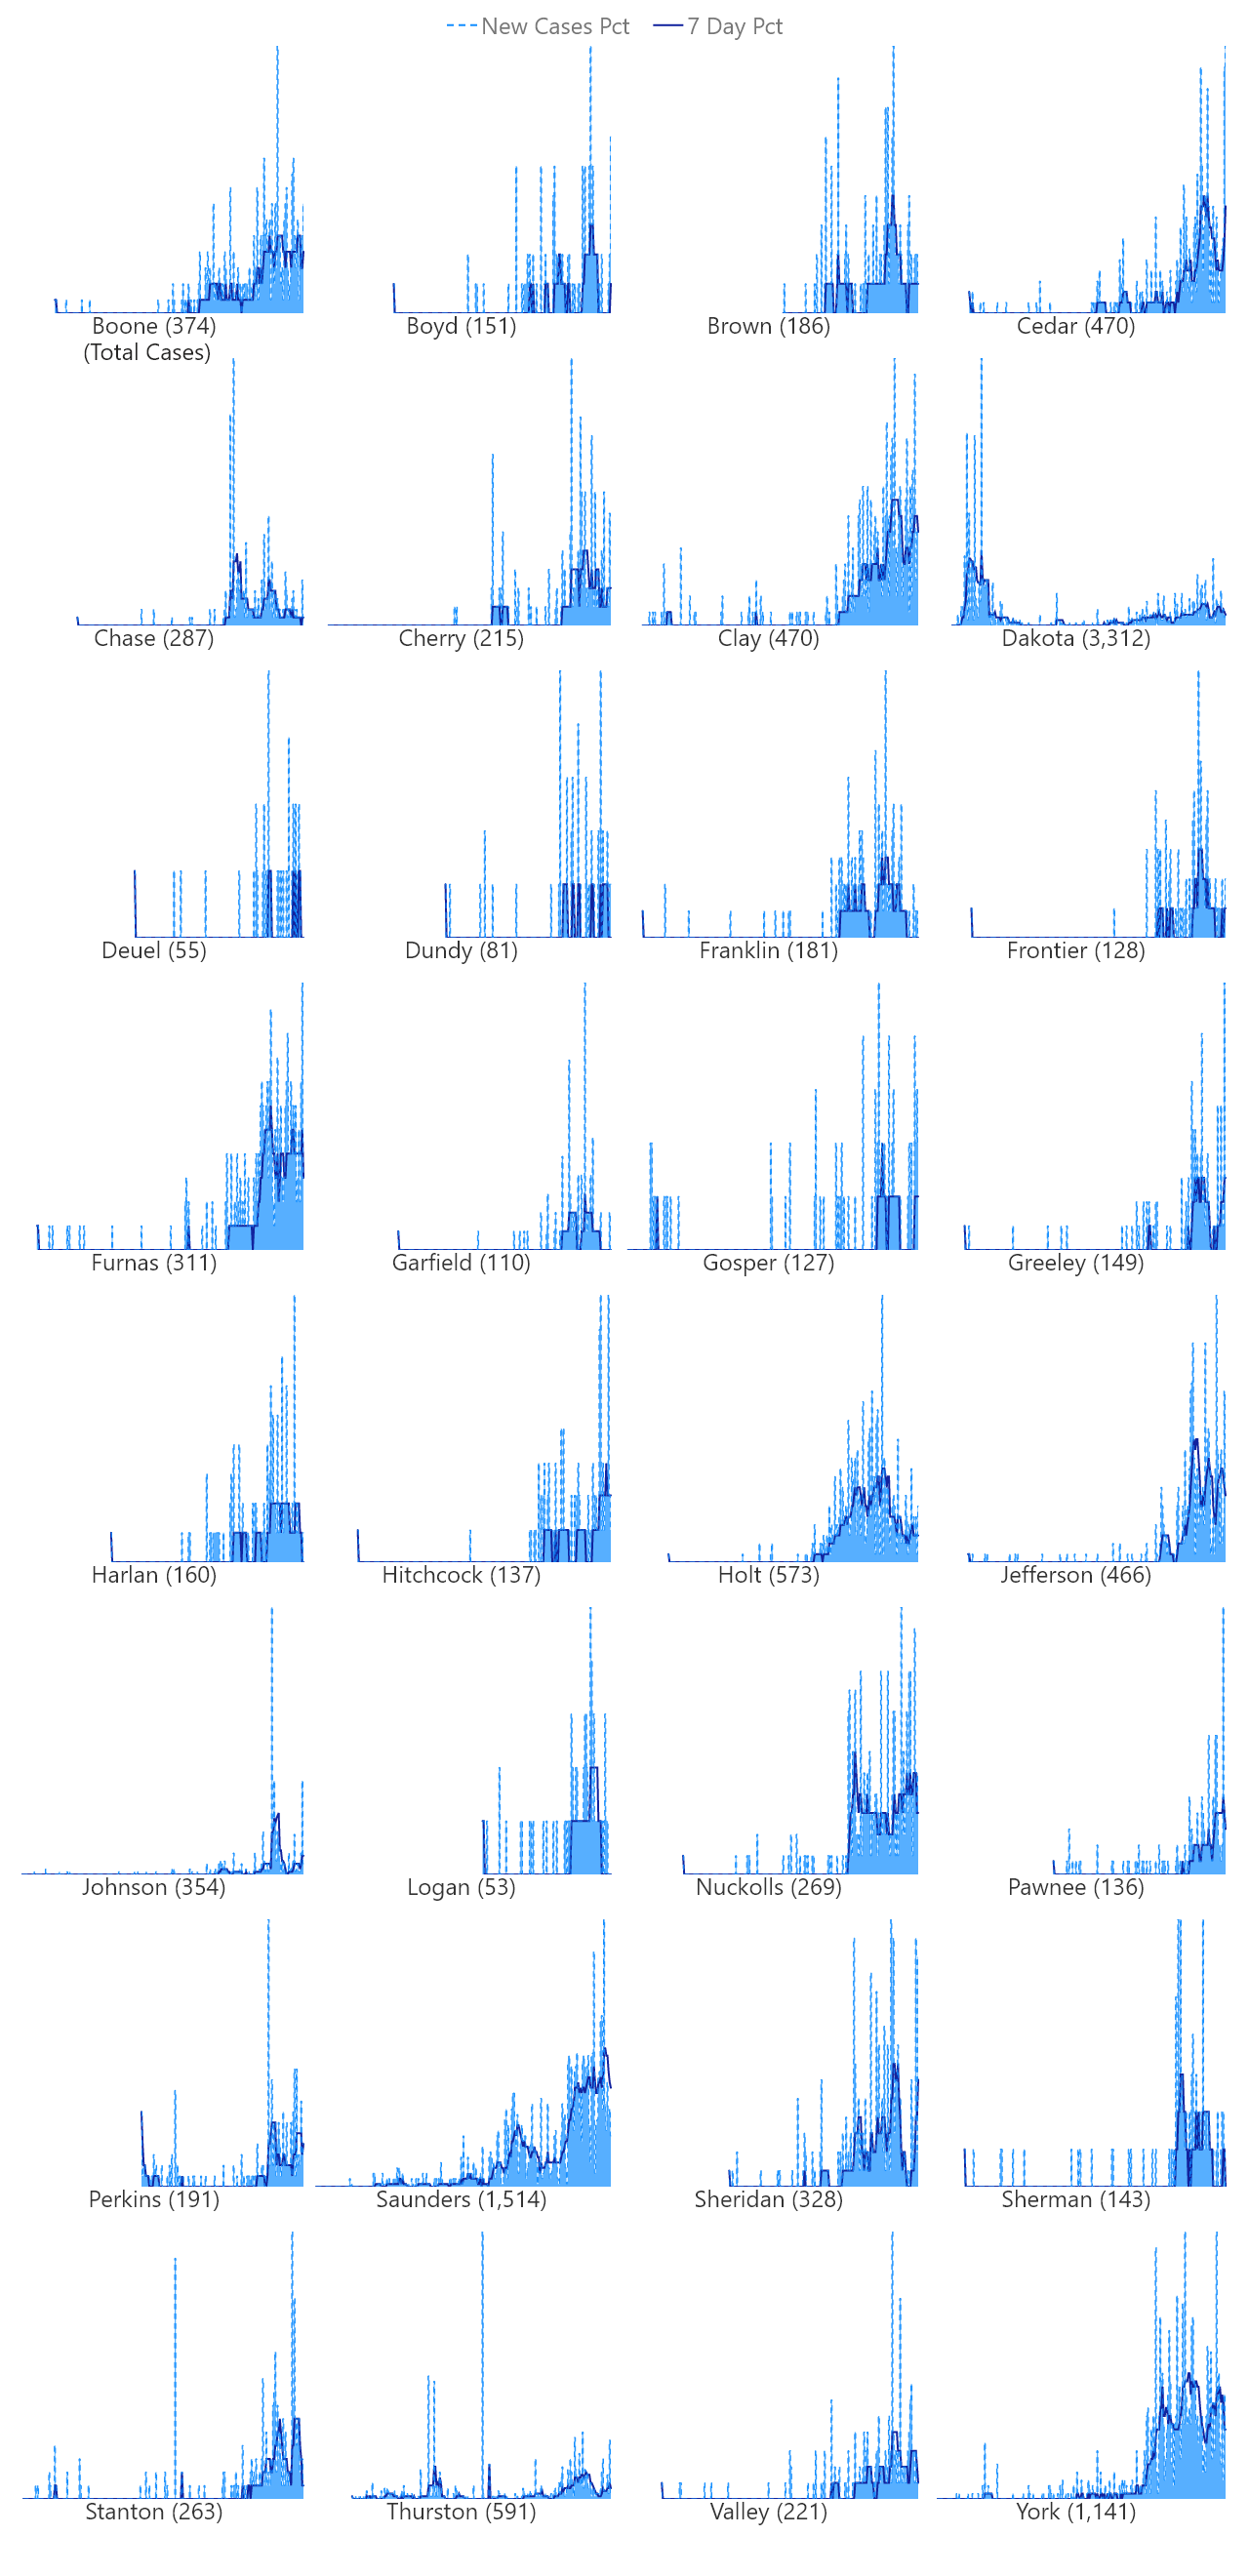 New Cases Pct 7 Day Pct
Boone (374) Boyd (151) Brown (186) Cedar (470)
(Total Cases)
Chase (287) Cherry (215) Clay (470) Dakota (3,312)
Deuel (55) Dundy (81) Franklin (181) Frontier (128)
Furnas (311) Garfield (110) Gosper (127) Greeley (149)
Harlan (160) Hitchcock (137) Holt (573) Jefferson (466)
Johnson (354) Logan (53) Nuckolls (269) Pawnee (136)
Perkins (191) Saunders (1,514) Sheridan (328) Sherman (143)
Stanton (263) Thurston (591) Valley (221) York (1,141)